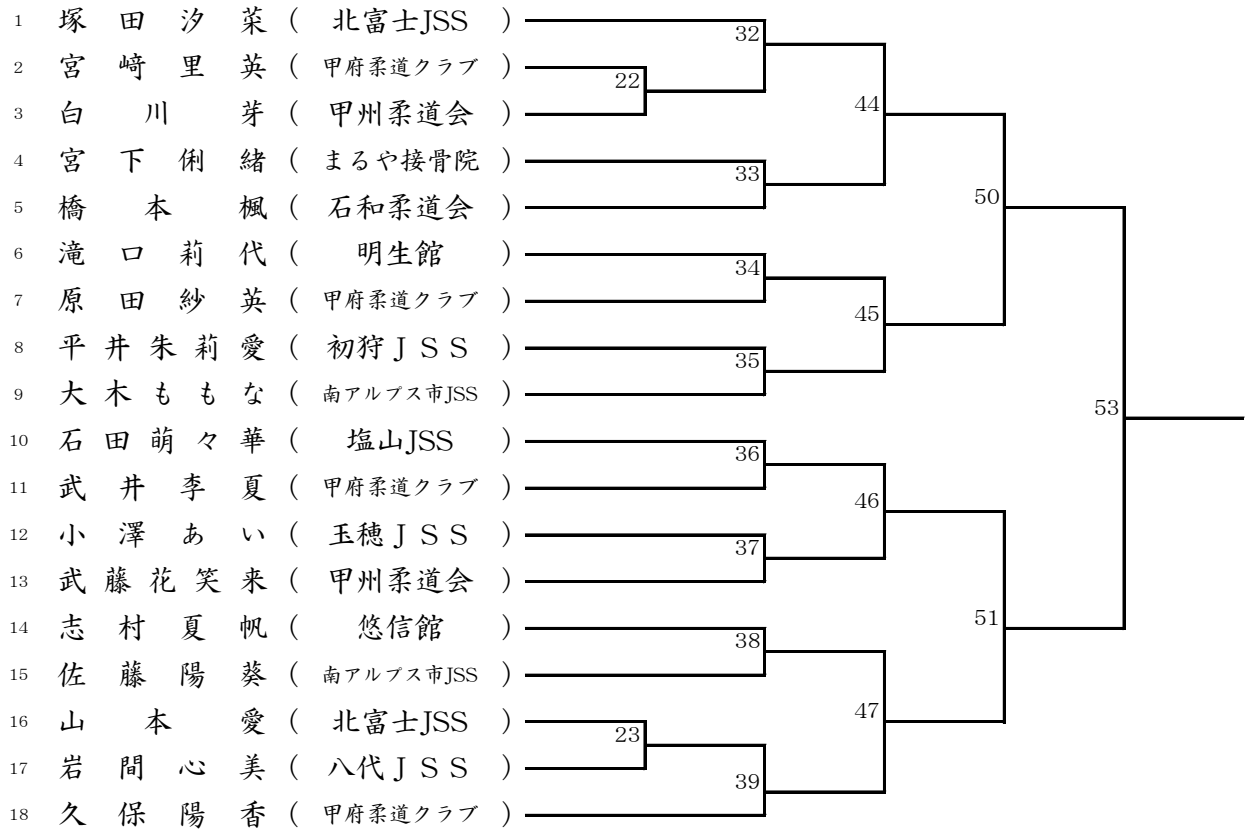 1 塚田汐菜 ( 北富士JSS )
32
2 宮﨑里英 ( 甲府柔道クラブ )
22
3 白川芽 ( 甲州柔道会 )
44
4 宮下俐緒 ( まるや接骨院 )
33
5 橋本楓 ( 石和柔道会 )
50
6 滝口莉代 ( 明生館 )
34
7 原田紗英 ( 甲府柔道クラブ )
45
8 平井朱莉愛 ( 初狩ＪＳＳ )
35
9 大木ももな ( 南アルプス市JSS )
53
10 石田萌々華 ( 塩山JSS )
36
11 武井李夏 ( 甲府柔道クラブ )
46
12 小澤あい ( 玉穂ＪＳＳ )
37
13 武藤花笑来 ( 甲州柔道会 )
51
14 志村夏帆 ( 悠信館 )
38
15 佐藤陽葵 ( 南アルプス市JSS )
47
16 山本愛 ( 北富士JSS )
23
17 岩間心美 ( 八代ＪＳＳ )
39
18 久保陽香 ( 甲府柔道クラブ )